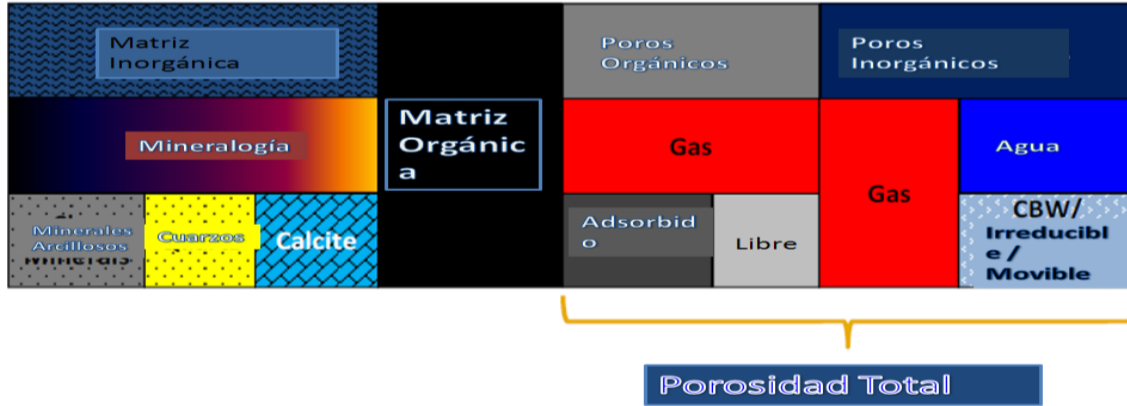 Matriz
Inorgánica
Poros
Orgánicos
Poros
Inorgánicos
Matriz
Orgánic
a
Mineralogía
Gas
Gas
Agua
Minerales
Arcillosos
Cuarzos
Calcite
Adsorbid
o
Libre
CBW/
Irreducibl
e /
Movible
Porosidad Total